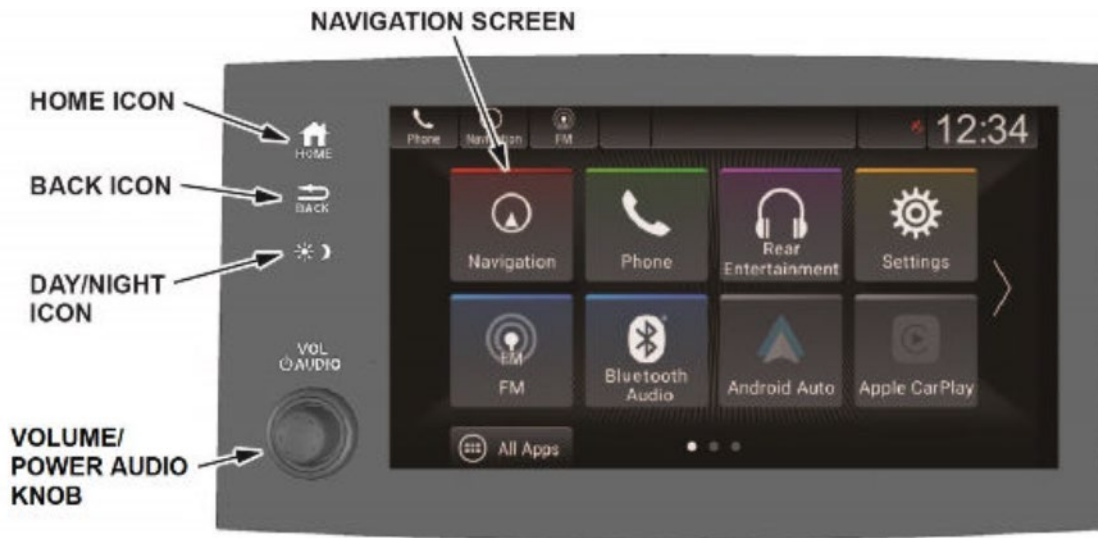 NAVIGATION SCREEN
HOME ICON
HOME
BACK ICON
BACK
DAY/NIGHT
ICON
VOL
AUDIO
VOLUME/
POWER AUDIO
KNOB
Phone
Navigation
FM
12:34
Navigation
Phone
Rear
Entertainment
Settings
FM
FM
Bluetooth
Audio
Android Auto
Apple CarPlay
All Apps